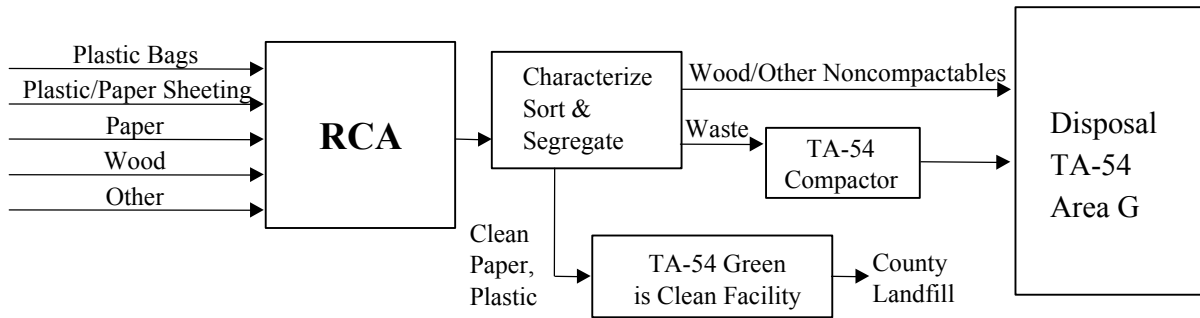 Plastic Bags
Plastic/Paper Sheeting
Paper
Wood
Other
RCA
Characterize
Sort &
Segregate
Wood/Other Noncompactables
Waste
TA-54
Compactor
Disposal
TA-54
Area G
Clean
Paper,
Plastic
TA-54 Green
is Clean Facility
County
Landfill